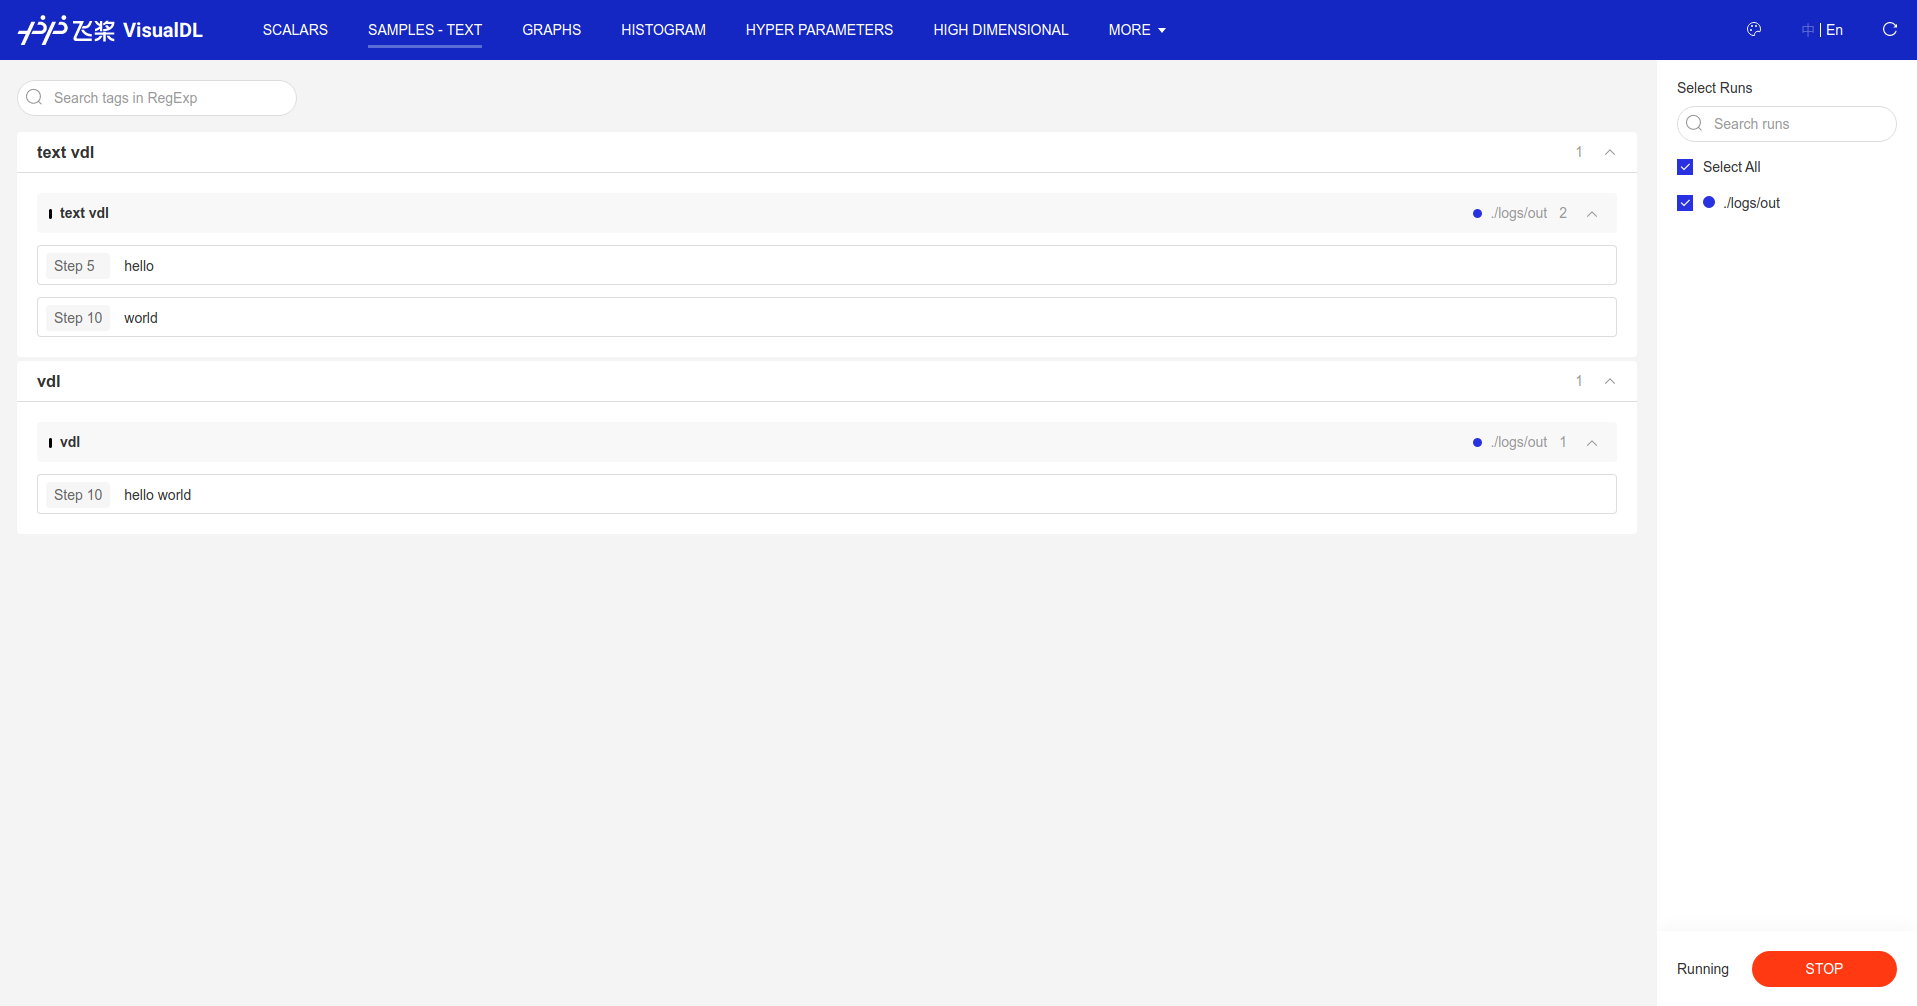 飞桨 VisualDL SCALARS SAMPLES - TEXT GRAPHS HISTOGRAM HYPER PARAMETERS HIGH DIMENSIONAL MORE 中 | En
Search tags in RegExp
text vdl 1
text vdl ./logs/out 2
Step 5 hello
Step 10 world
vdl 1
vdl ./logs/out 1
Step 10 hello world
Select Runs
Search runs
Select All
./logs/out
Running STOP